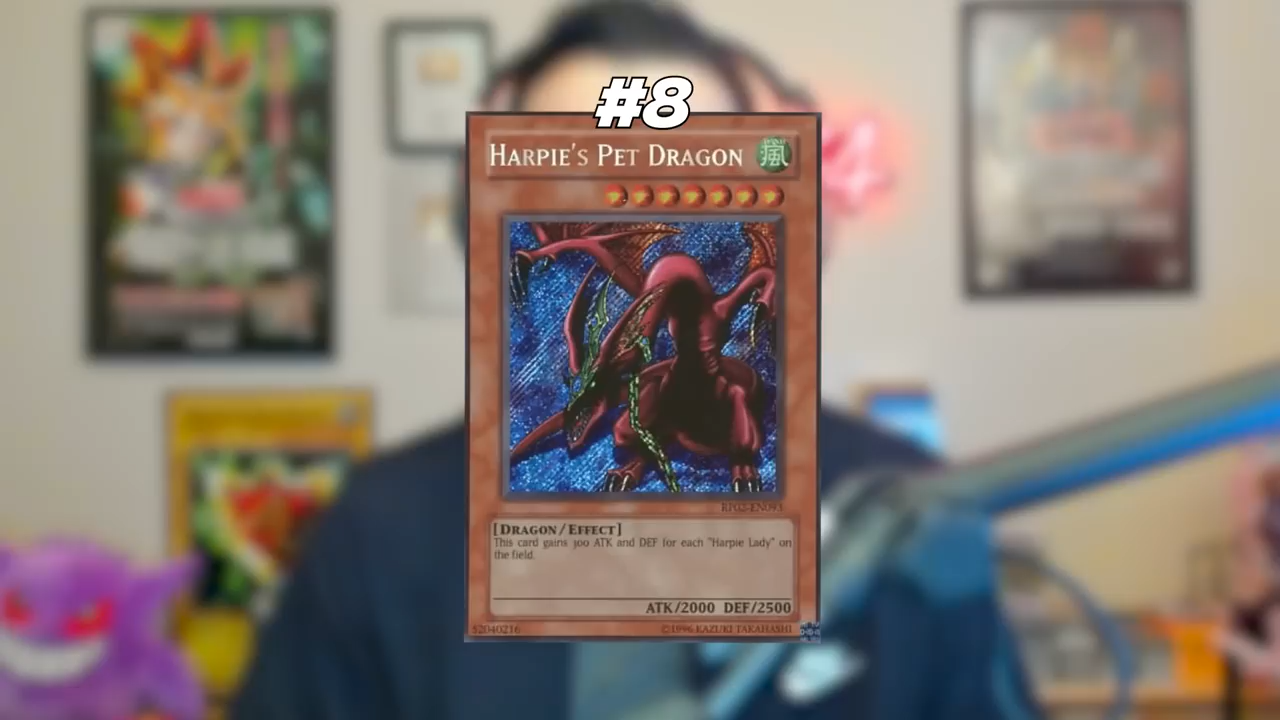 #8
HARPIE'S PET DRAGON 風
RP02-EN093
[DRAGON/EFFECT]
This card gains 300 ATK and DEF for each "Harpie Lady" on
the field.
ATK/2000 DEF/2500
52040216 ©1996 KAZUKI TAKAHASHI